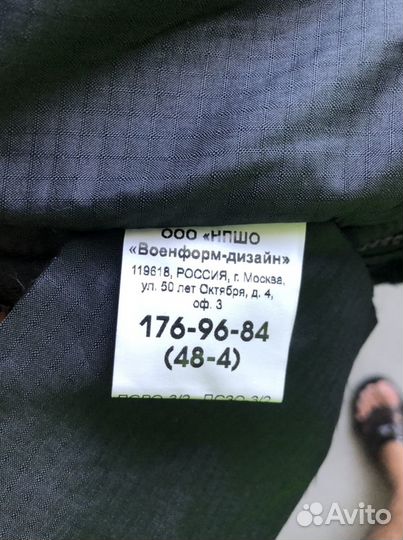 ООО «НПШО
«Военформ-дизайн»
119618, РОССИЯ, г. Москва,
ул. 50 лет Октября, д. 4,
оф. 3
176-96-84
(48-4)
Avito